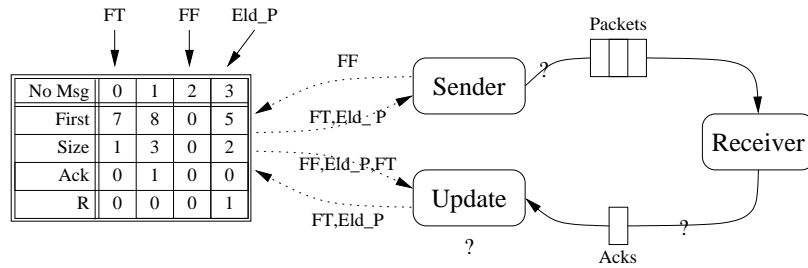 FT FF Eld_P
No Msg 0 1 2 3
First 7 8 0 5
Size 1 3 0 2
Ack 0 1 0 0
R 0 0 0 1
FF
FT,Eld_P
FF,Eld_P,FT
FT,Eld_P
Sender
?
Packets
Receiver
Update
?
?
Acks